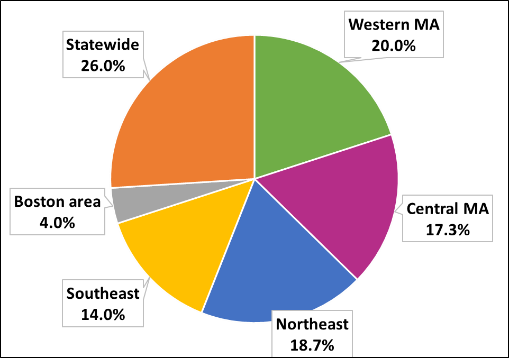 Western MA
20.0%
Statewide
26.0%
Boston area
4.0%
Central MA
17.3%
Southeast
14.0%
Northeast
18.7%